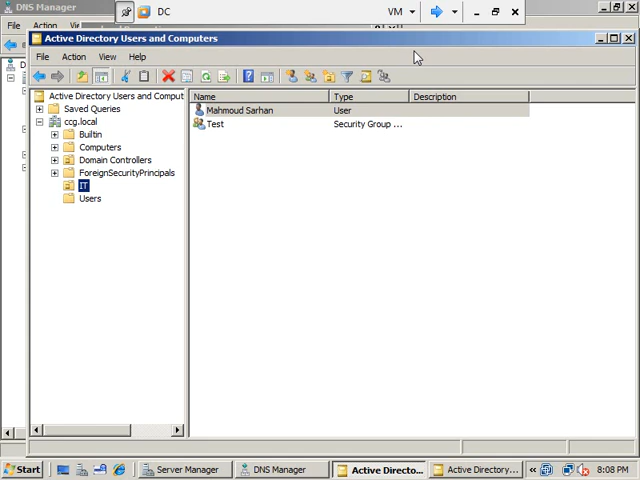 DNS Manager
DC
VM
File Action Vi
Active Directory Users and Computers
File Action View Help
Active Directory Users and Comput
Name Type Description
Saved Queries
ccg.local
Mahmoud Sarhan User
Test Security Group ...
Builtin
Computers
Domain Controllers
ForeignSecurityPrincipals
IT
Users
Start
Server Manager
DNS Manager
Active Directo...
Active Directory...
8:08 PM